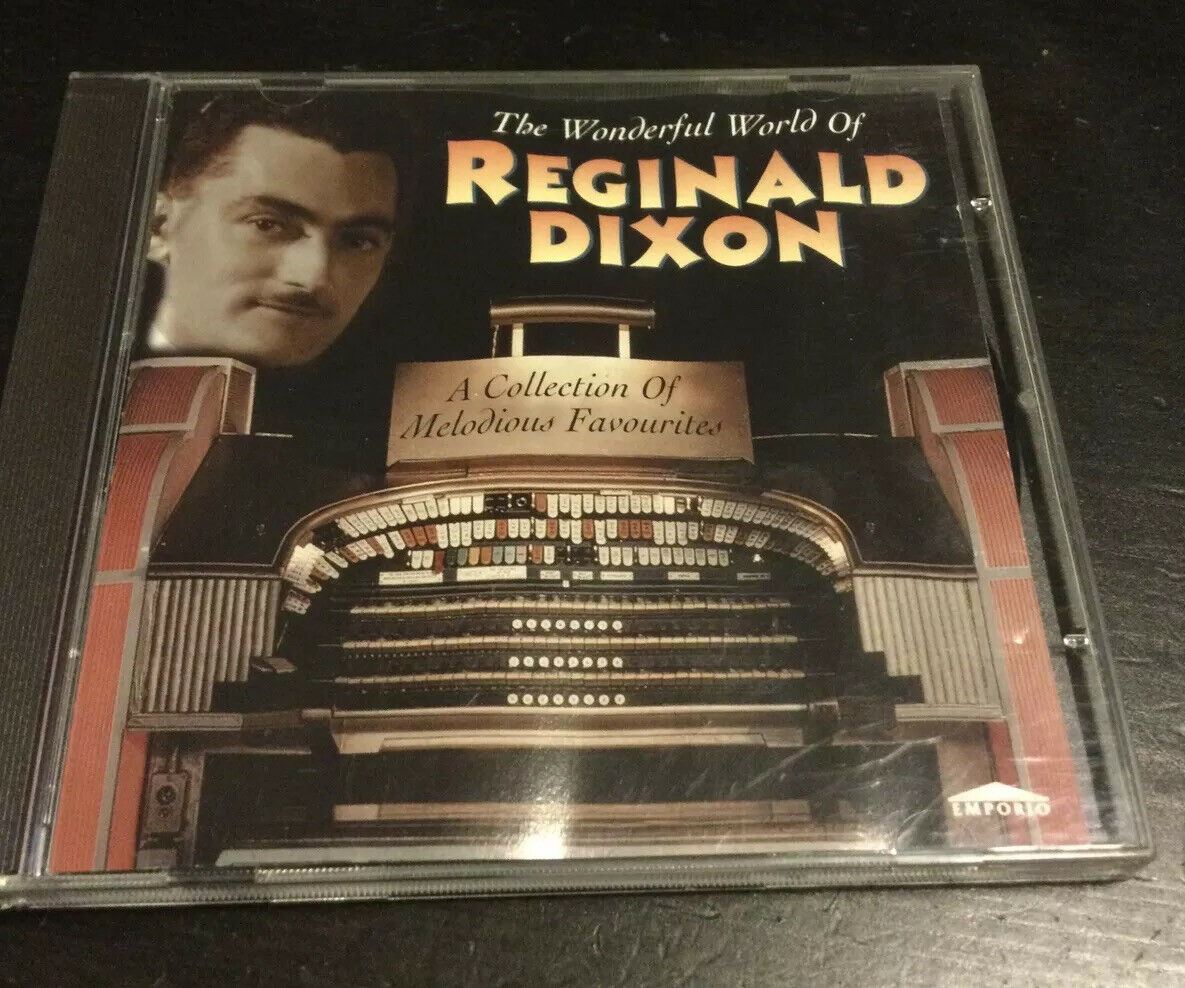 The Wonderful World Of
REGINALD
DIXON
A Collection Of
Melodious Favourites
EMPORIO